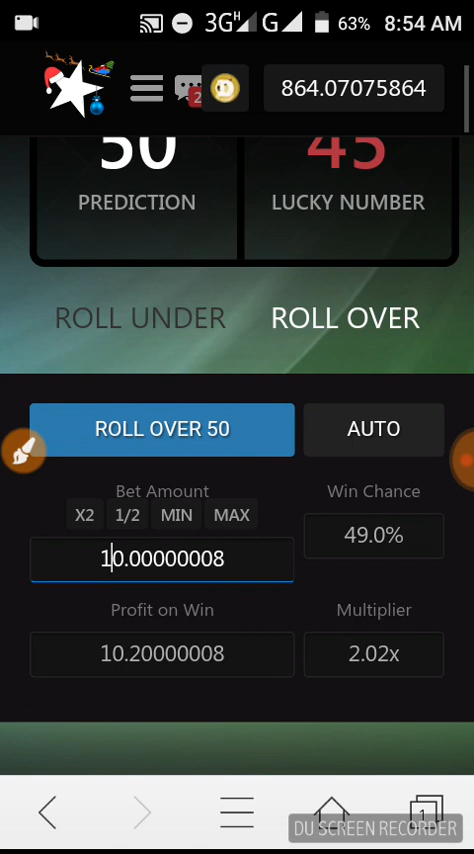 3G H G 63% 8:54 AM
2 864.07075864
50 45
PREDICTION LUCKY NUMBER
ROLL UNDER ROLL OVER
ROLL OVER 50 AUTO
Bet Amount Win Chance
X2 1/2 MIN MAX
49.0%
10.00000008
Profit on Win Multiplier
10.20000008 2.02x
1
DU SCREEN RECORDER